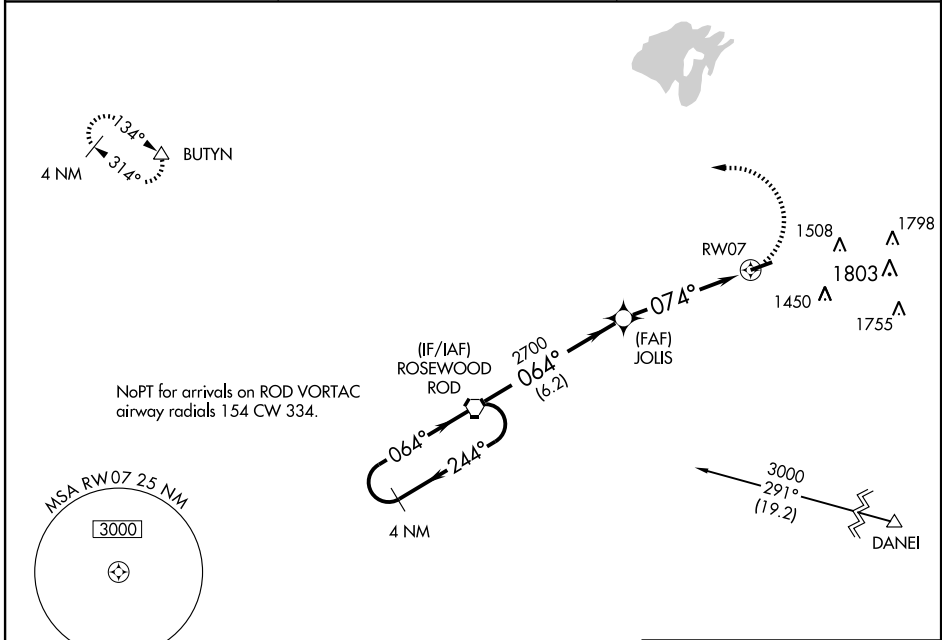 134°
BUTYN
4 NM
314°
1508
1798
RW07
1803
074°
1450
1755
(FAF)
JOLIS
(IF/IAF)
ROSEWOOD
ROD
2700
064°
(6.2)
NoPT for arrivals on ROD VORTAC
airway radials 154 CW 334.
064°
244°
4 NM
3000
291°
(19.2)
DANEI
MSA RW07 25 NM
3000